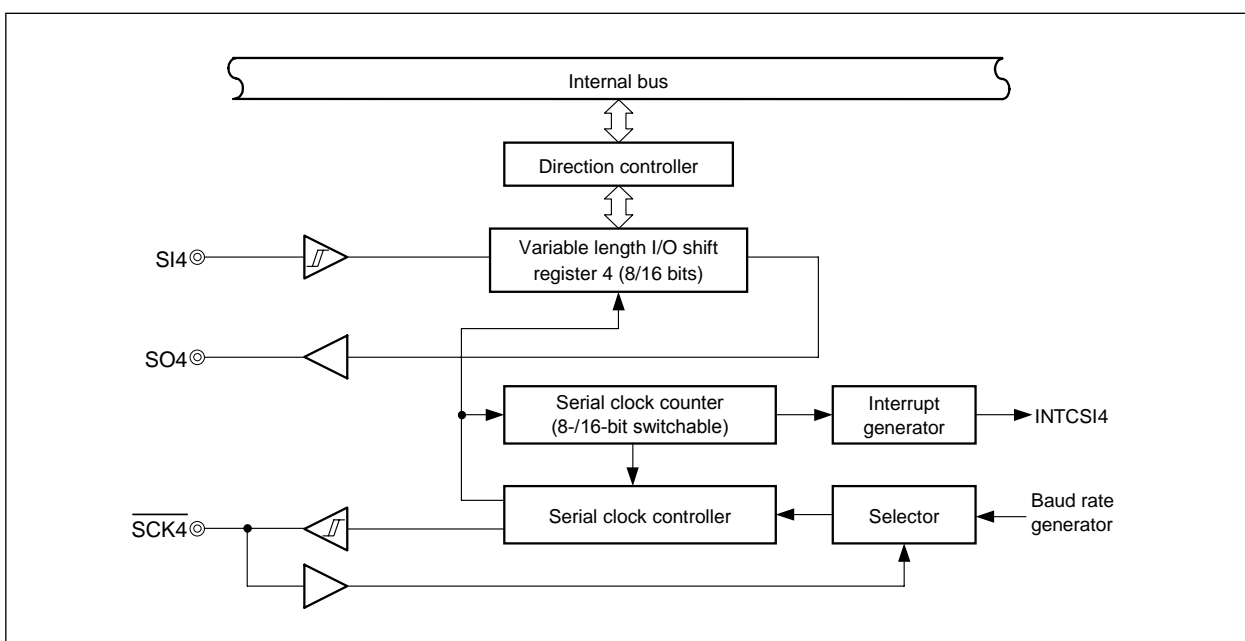 Internal bus
Direction controller
SI4
Variable length I/O shift
register 4 (8/16 bits)
SO4
Serial clock counter
(8-/16-bit switchable)
Interrupt
generator
INTCSI4
SCK4
Serial clock controller
Selector
Baud rate
generator